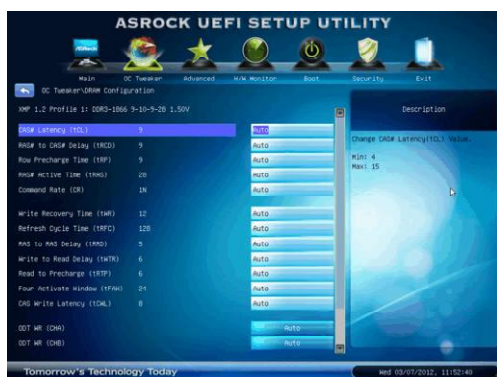 ASROCK UEFI SETUP UTILITY
ASRock
Main
OC Tweaker
Advanced
H/W Monitor
Boot
Security
Exit
OC Tweaker\DRAM Configuration
XMP 1.2 Profile 1: DDR3-1866 9-10-9-28 1.50V
CAS# Latency (tCL) 9 Auto
RAS# to CAS# Delay (tRCD) 9 Auto
Row Precharge Time (tRP) 9 Auto
RAS# Active Time (tRAS) 28 Auto
Command Rate (CR) 1N Auto
Write Recovery Time (tWR) 12 Auto
Refresh Cycle Time (tRFC) 128 Auto
RAS to RAS Delay (tRRD) 5 Auto
Write to Read Delay (tWTR) 6 Auto
Read to Precharge (tRTP) 6 Auto
Four Activate Window (tFAW) 24 Auto
CAS Write Latency (tCWL) 8 Auto
ODT WR (CHA) Auto
ODT WR (CHB) Auto
Description
Change CAS# Latency(tCL) Value.
Min: 4
Max: 15
Tomorrow's Technology Today
Wed 03/07/2012, 11:52:40